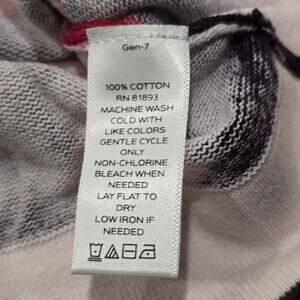 Gen-7
100% COTTON
RN 81893
MACHINE WASH
COLD WITH
LIKE COLORS
GENTLE CYCLE
ONLY
NON-CHLORINE
BLEACH WHEN
NEEDED
LAY FLAT TO
DRY
LOW IRON IF
NEEDED